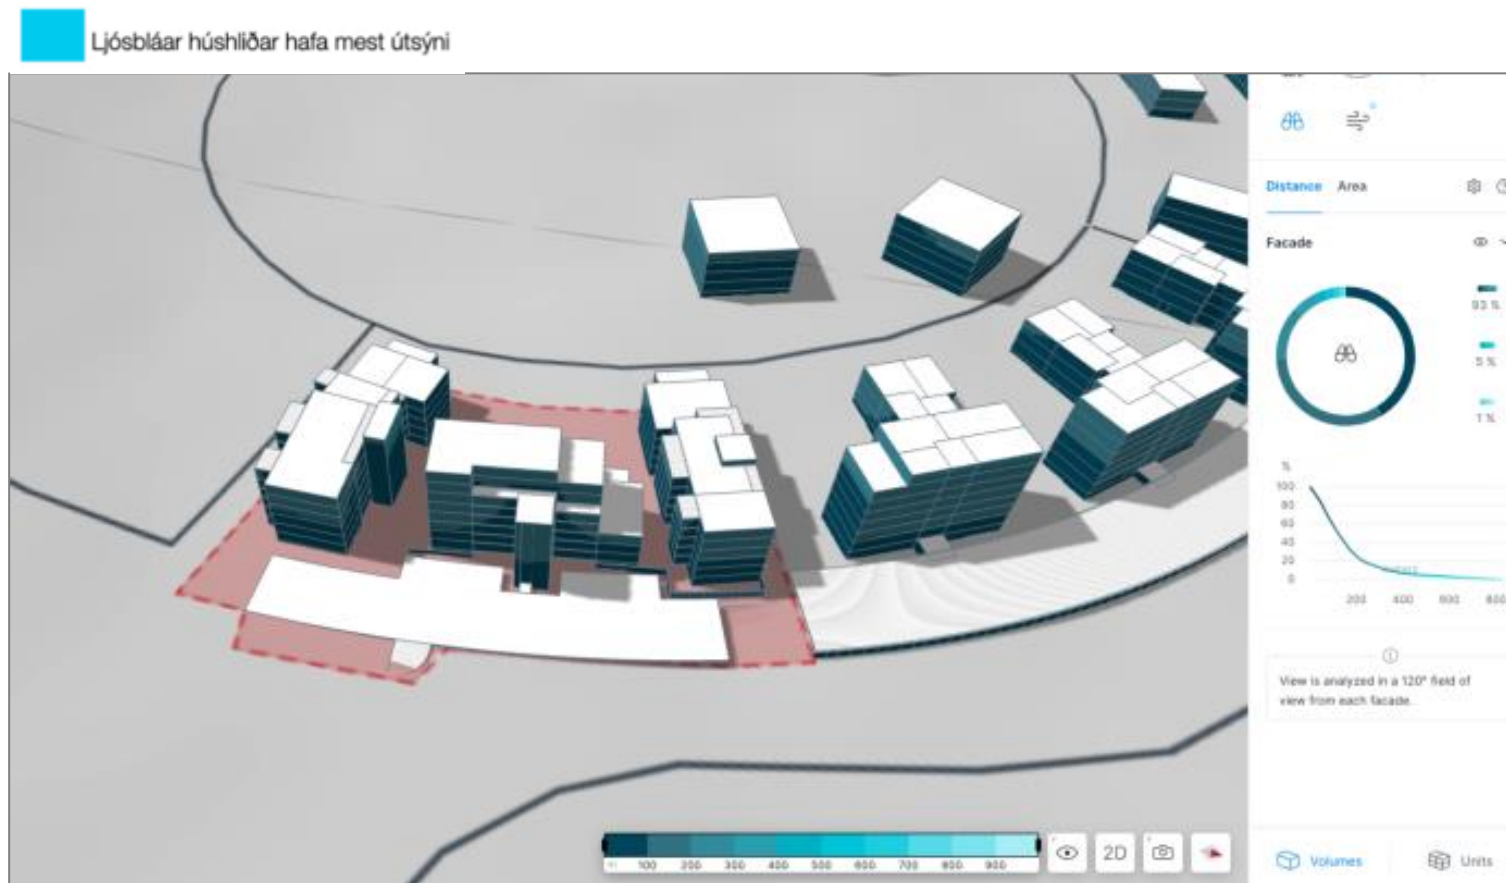 Ljósbláar húshliðar hafa mest útsýni
Distance Area
Facade
93 %
5 %
1 %
%
100
80
60
40
20
0
200 400 600 800
View is analyzed in a 120° field of
view from each facade.
100 200 300 400 500 600 700 800 900
2D
Volumes Units